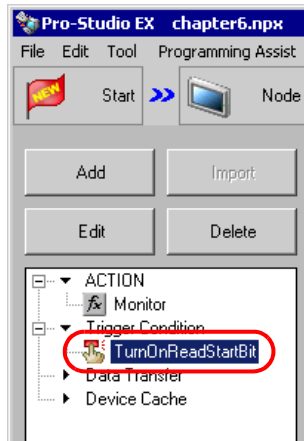 Pro-Studio EX chapter6.npx
File Edit Tool Programming Assist
NEW Start Node
Add Import
Edit Delete
ACTION
fx Monitor
Trigger Condition
TurnOnReadStartBit
Data Transfer
Device Cache